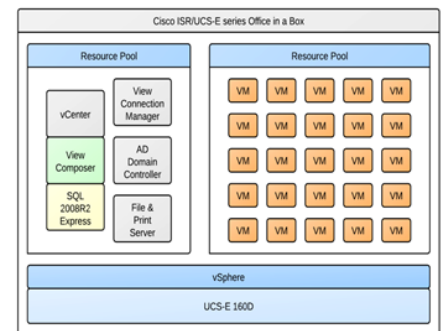 Cisco ISR/UCS-E series Office in a Box
Resource Pool
vCenter
View
Composer
SQL
2008R2
Express
View
Connection
Manager
AD
Domain
Controller
File &
Print
Server
Resource Pool
VM VM VM VM VM
VM VM VM VM VM
VM VM VM VM VM
VM VM VM VM VM
VM VM VM VM VM
vSphere
UCS-E 160D